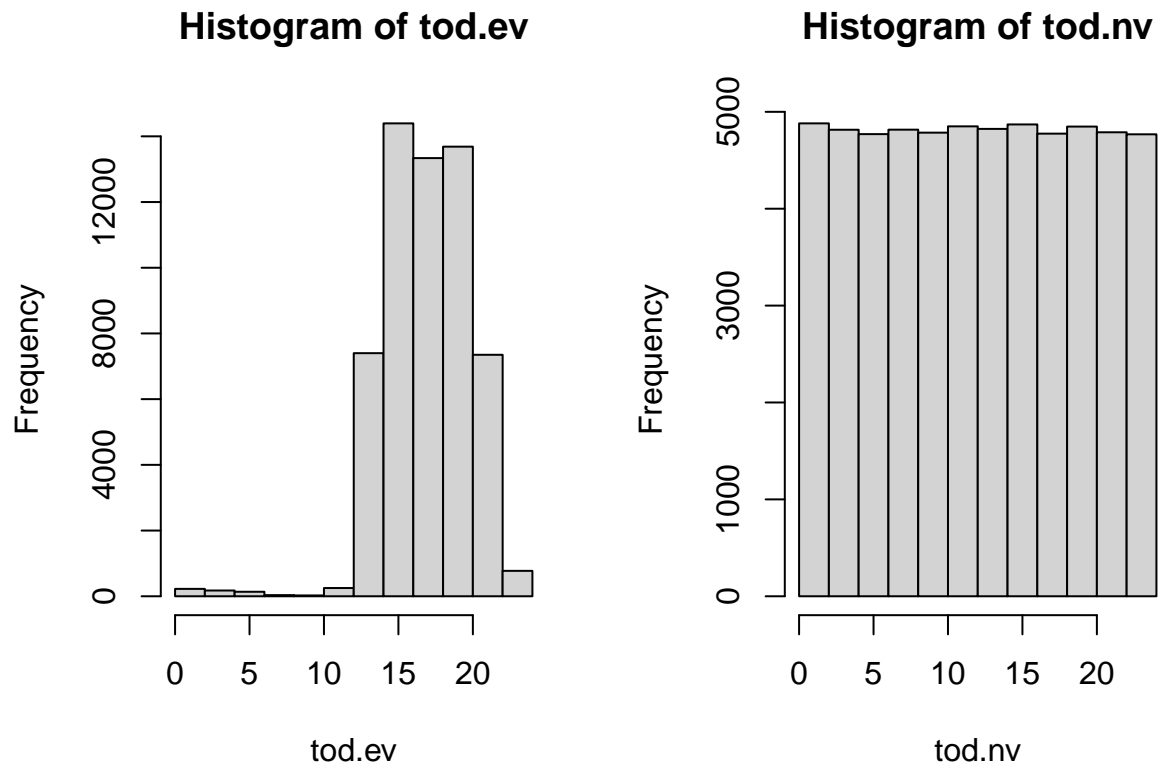 Histogram of tod.ev
Frequency
0 4000 8000 12000
0 5 10 15 20
tod.ev
Histogram of tod.nv
Frequency
0 1000 3000 5000
0 5 10 15 20
tod.nv